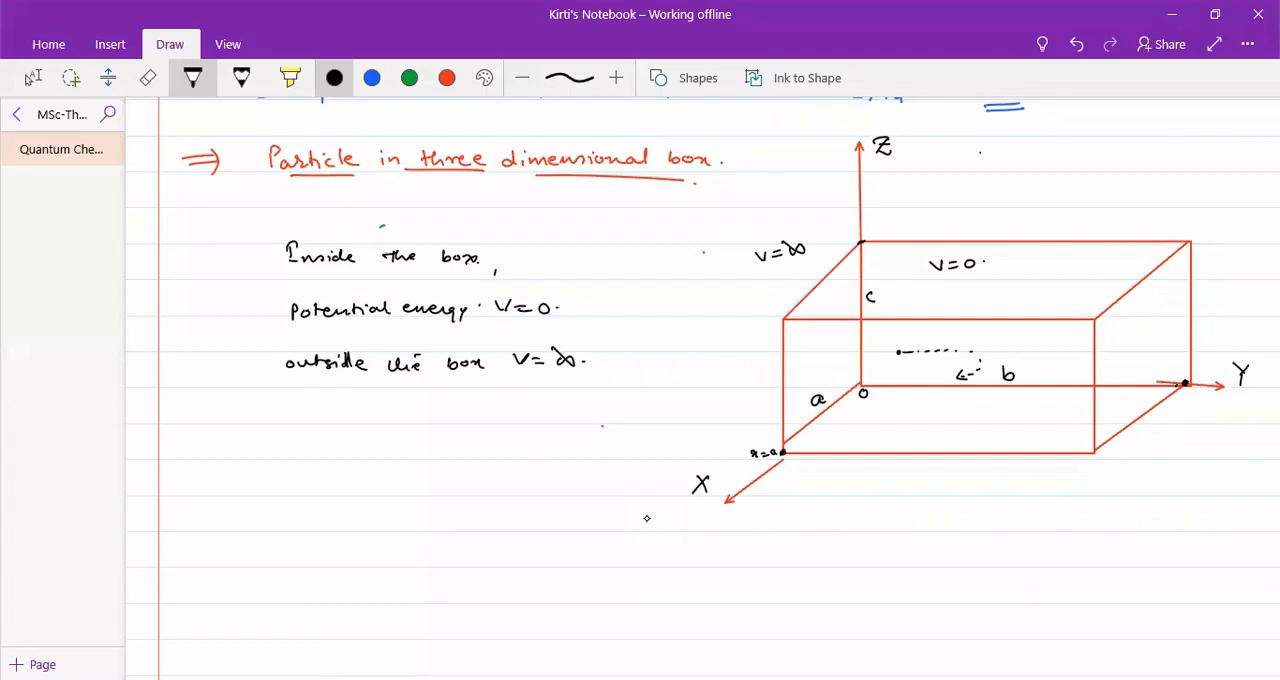 Kirti's Notebook – Working offline
Home Insert Draw View
Share
Shapes Ink to Shape
MSc-Th...
Quantum Che...
⇒ Particle in three dimensional box.
Inside the box,
Potential energy V = 0.
outside the box V = ∞.
Z
V = ∞
V = 0.
c
b
Y
a
0
x=a
X
+ Page